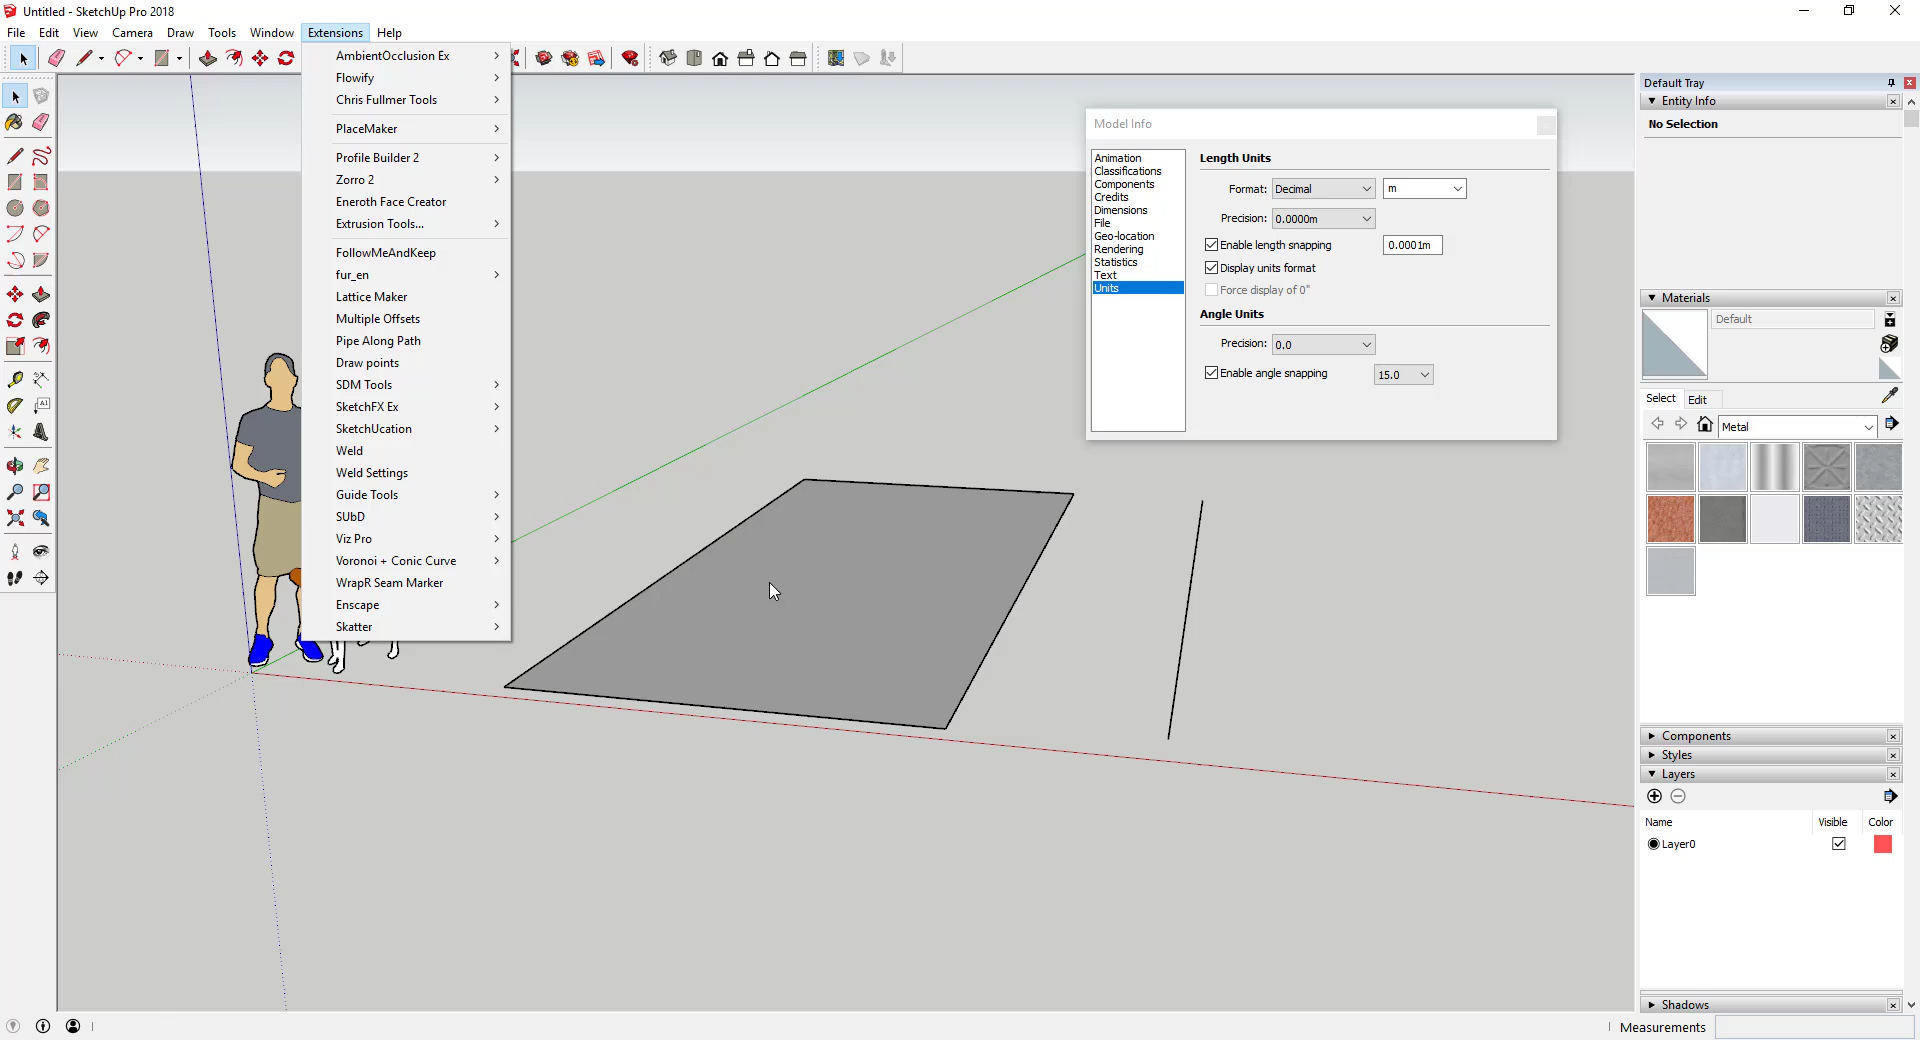 Untitled - SketchUp Pro 2018
File Edit View Camera Draw Tools Window Extensions Help
AmbientOcclusion Ex
Flowify
Chris Fullmer Tools
PlaceMaker
Profile Builder 2
Zorro 2
Eneroth Face Creator
Extrusion Tools...
FollowMeAndKeep
fur_en
Lattice Maker
Multiple Offsets
Pipe Along Path
Draw points
SDM Tools
SketchFX Ex
SketchUcation
Weld
Weld Settings
Guide Tools
SUbD
Viz Pro
Voronoi + Conic Curve
WrapR Seam Marker
Enscape
Skatter
Model Info
Animation
Classifications
Components
Credits
Dimensions
File
Geo-location
Rendering
Statistics
Text
Units
Length Units
Format: Decimal m
Precision: 0.0000m
Enable length snapping 0.0001m
Display units format
Force display of 0"
Angle Units
Precision: 0.0
Enable angle snapping 15.0
Default Tray
Entity Info
No Selection
Materials
Default
Select Edit
Metal
Components
Styles
Layers
Name Visible Color
Layer0
Shadows
Measurements